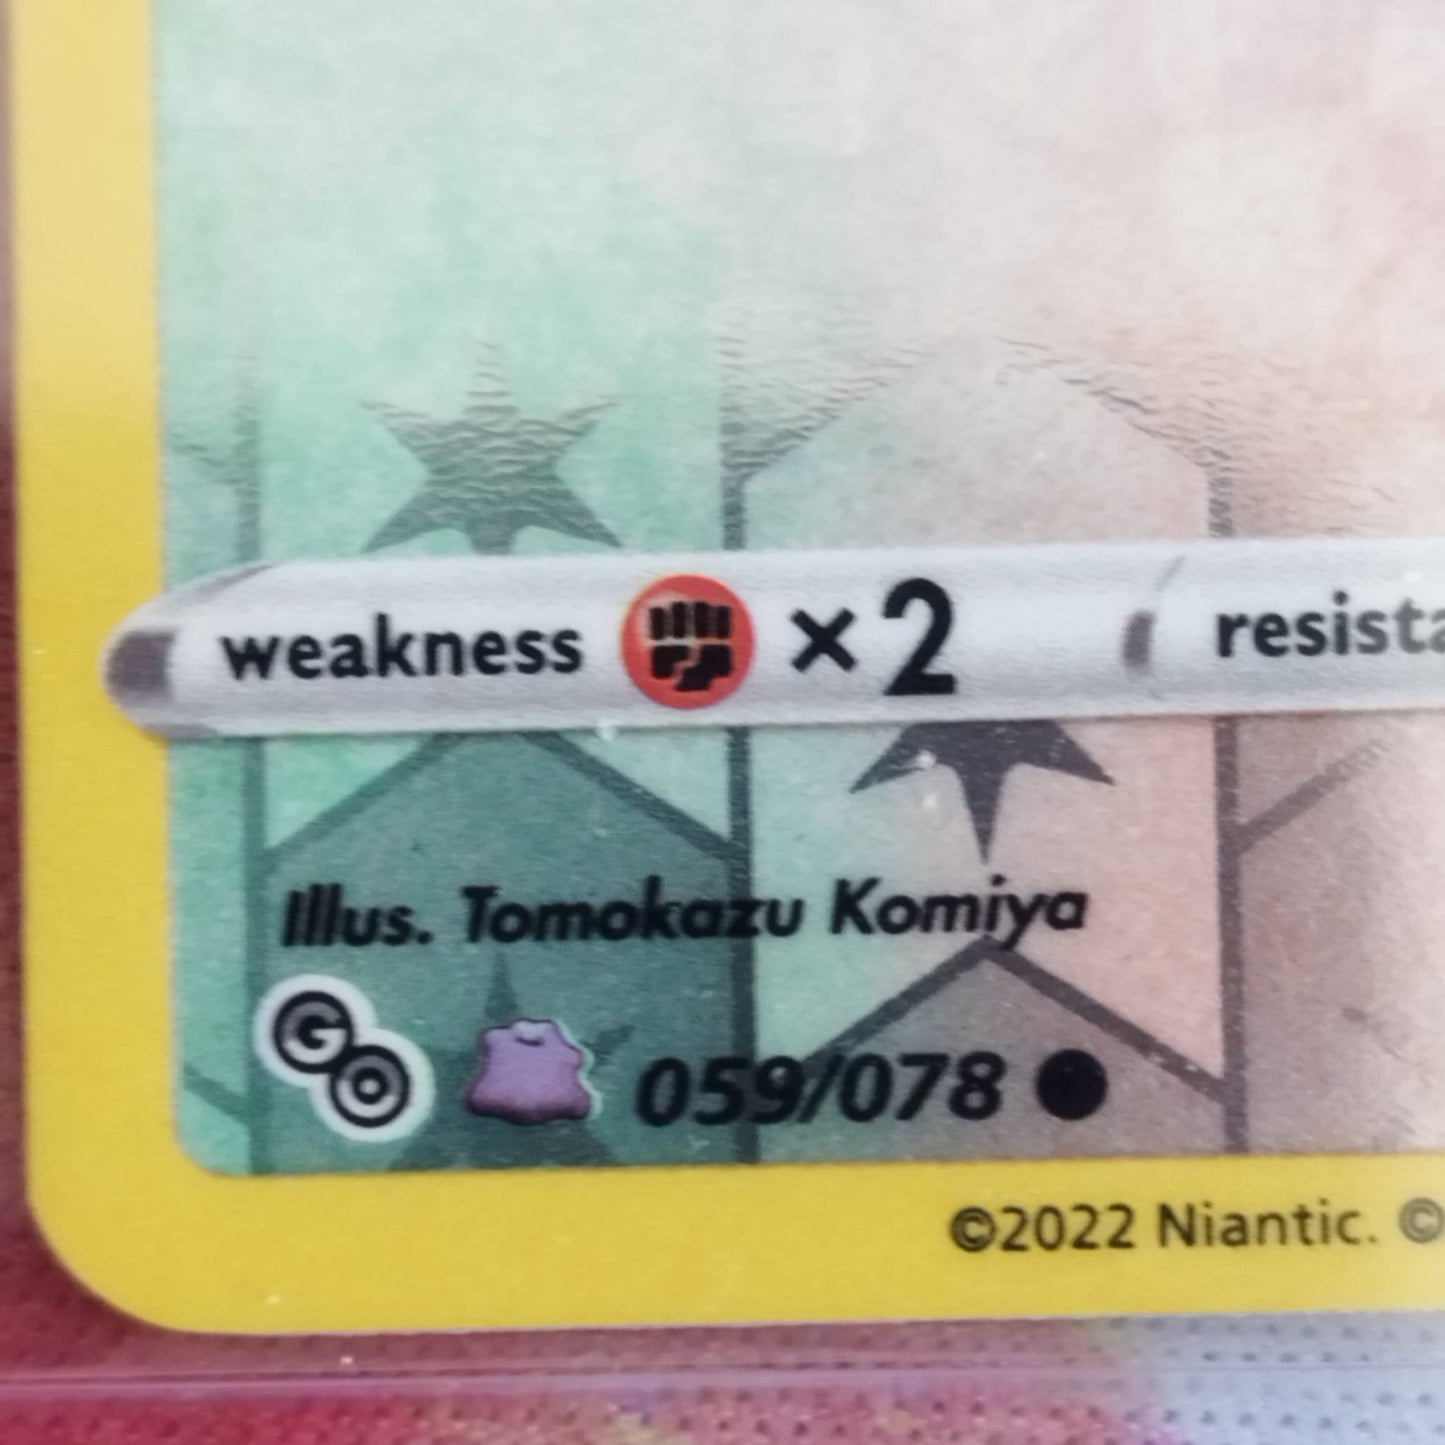 weakness ×2 resista
Illus. Tomokazu Komiya
GO 059/078
©2022 Niantic. ©